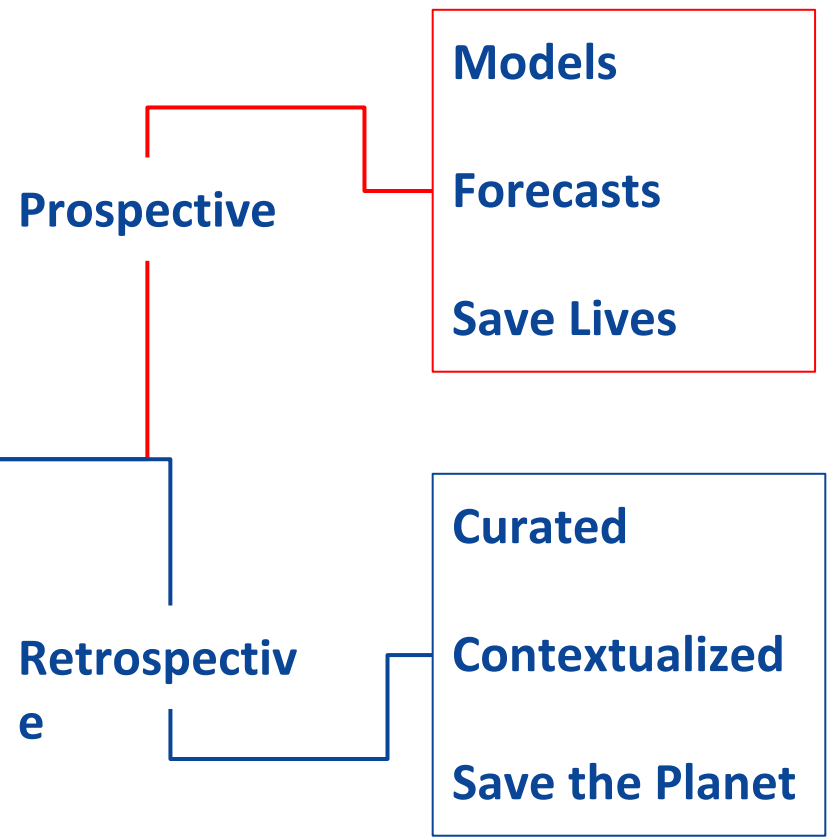 Models
Forecasts
Prospective
Save Lives
Curated
Contextualized
Retrospectiv
e
Save the Planet